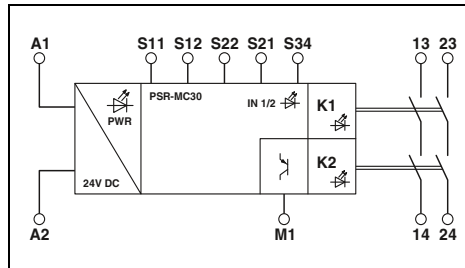 A1 S11 S12 S22 S21 S34 13 23
PSR-MC30 IN 1/2 K1
PWR
K2
24V DC
A2 M1 14 24